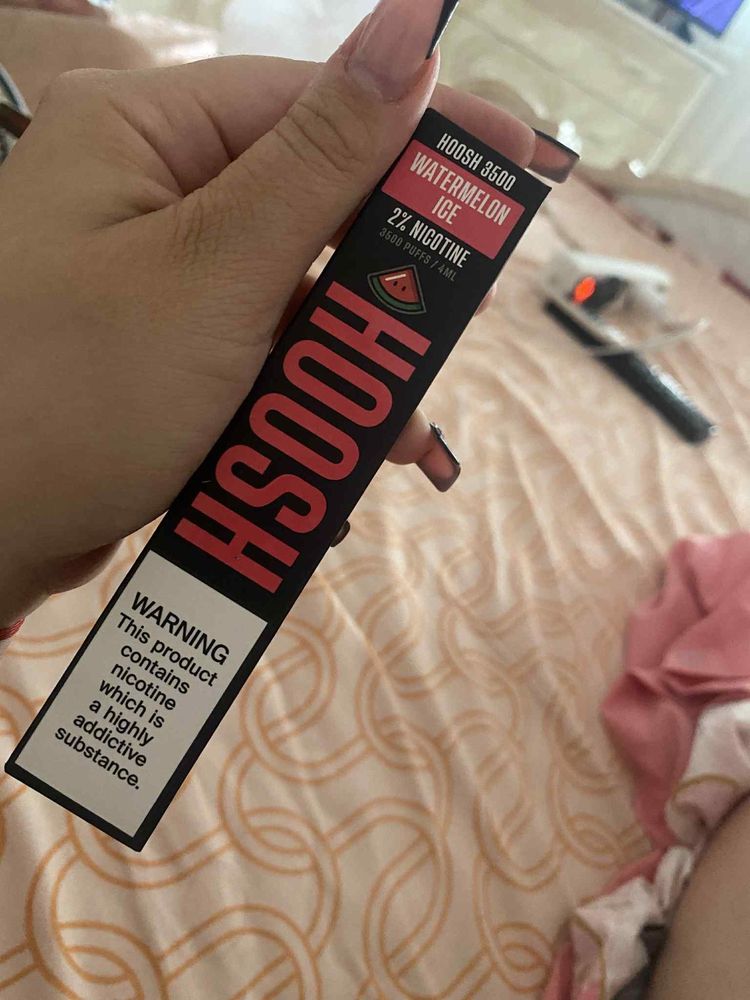 HOOSH 3500
WATERMELON
ICE
2% NICOTINE
3500 PUFFS / 4ML
HOOSH
WARNING
This product
contains
nicotine
which is
a highly
addictive
substance.